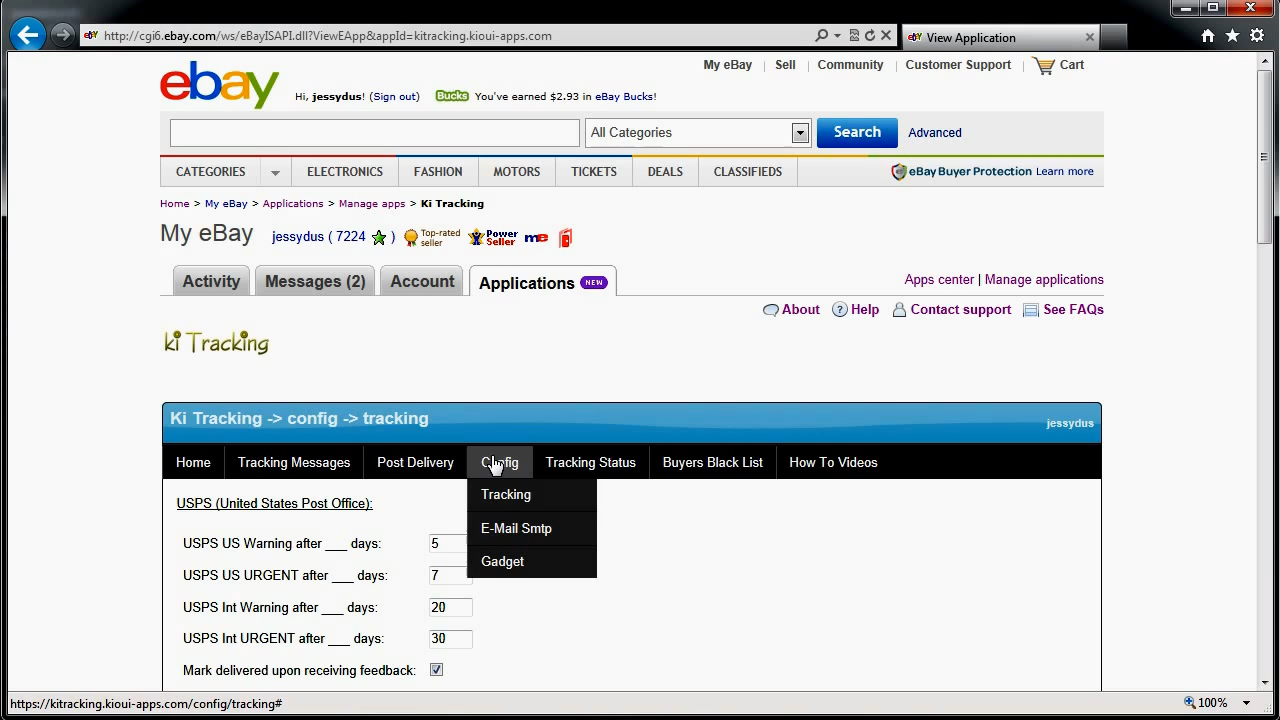 http://cgi6.ebay.com/ws/eBayISAPI.dll?ViewEApp&appId=kitracking.kioui-apps.com
View Application
My eBay | Sell | Community | Customer Support | Cart
ebay
Hi, jessydus! (Sign out) Bucks You've earned $2.93 in eBay Bucks!
All Categories Search Advanced
CATEGORIES ELECTRONICS FASHION MOTORS TICKETS DEALS CLASSIFIEDS eBay Buyer Protection Learn more
Home > My eBay > Applications > Manage apps > Ki Tracking
My eBay jessydus ( 7224 ) Top-rated seller Power Seller me
Activity Messages (2) Account Applications NEW
Apps center | Manage applications
About Help Contact support See FAQs
ki Tracking
Ki Tracking -> config -> tracking jessydus
Home Tracking Messages Post Delivery Config Tracking Status Buyers Black List How To Videos
Tracking
E-Mail Smtp
Gadget
USPS (United States Post Office):
USPS US Warning after ___ days: 5
USPS US URGENT after ___ days: 7
USPS Int Warning after ___ days: 20
USPS Int URGENT after ___ days: 30
Mark delivered upon receiving feedback:
https://kitracking.kioui-apps.com/config/tracking# 100%